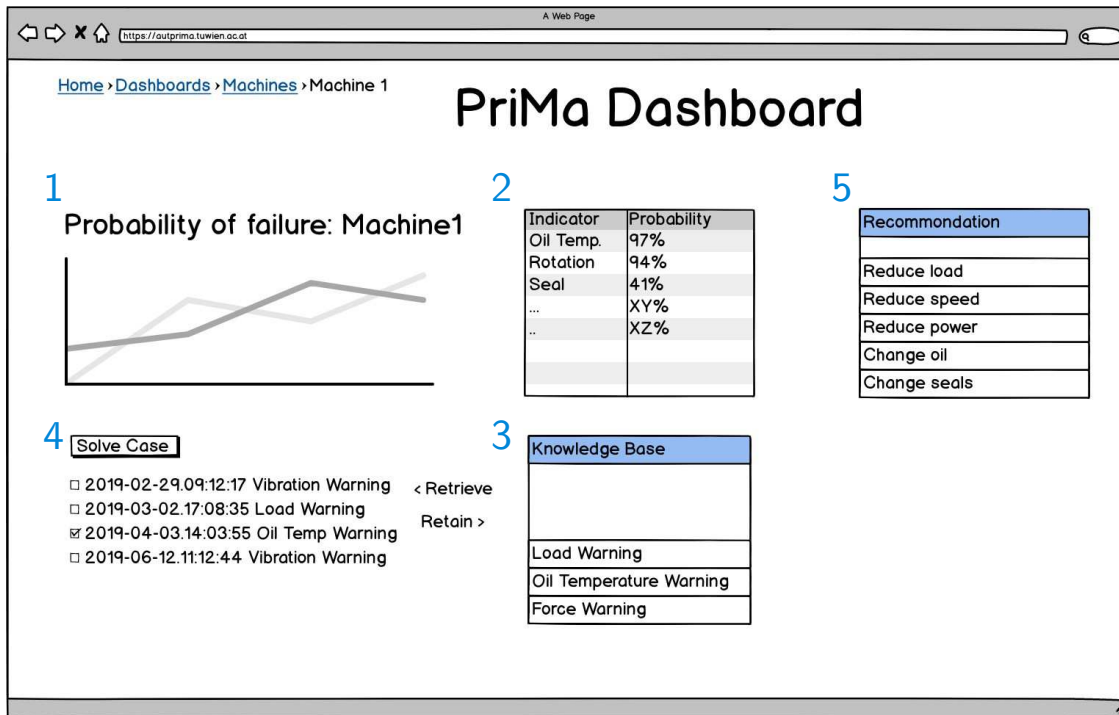 A Web Page
https://autprima.tuwien.ac.at
Home › Dashboards › Machines › Machine 1
PriMa Dashboard
1
Probability of failure: Machine1
2
Indicator Probability
Oil Temp. 97%
Rotation 94%
Seal 41%
... XY%
.. XZ%
5
Recommondation
Reduce load
Reduce speed
Reduce power
Change oil
Change seals
4
Solve Case
2019-02-29.09:12:17 Vibration Warning
2019-03-02.17:08:35 Load Warning
2019-04-03.14:03:55 Oil Temp Warning
2019-06-12.11:12:44 Vibration Warning
< Retrieve
Retain >
3
Knowledge Base
Load Warning
Oil Temperature Warning
Force Warning